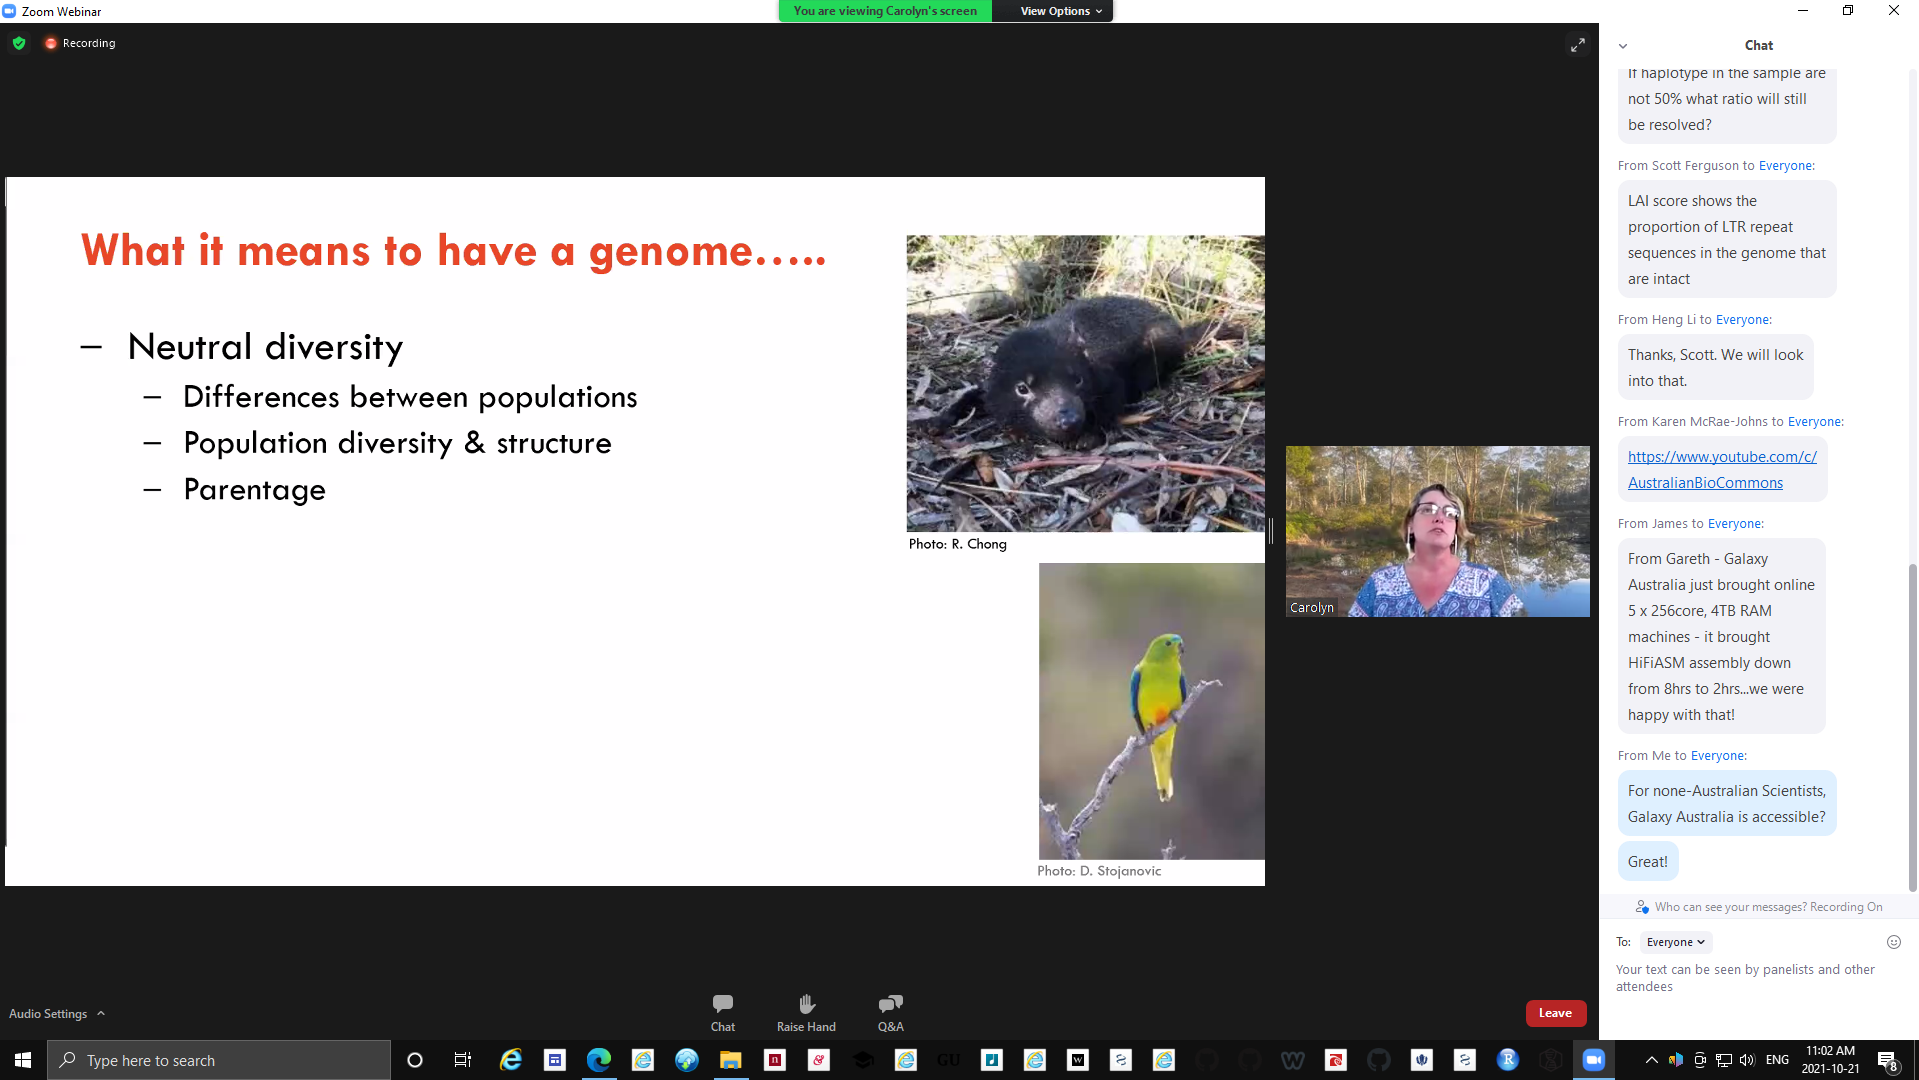 Zoom Webinar
You are viewing Carolyn's screen
View Options
Recording
What it means to have a genome.....
– Neutral diversity
– Differences between populations
– Population diversity & structure
– Parentage
Photo: R. Chong
Photo: D. Stojanovic
Carolyn
Chat
If haplotype in the sample are
not 50% what ratio will still
be resolved?
From Scott Ferguson to Everyone:
LAI score shows the
proportion of LTR repeat
sequences in the genome that
are intact
From Heng Li to Everyone:
Thanks, Scott. We will look
into that.
From Karen McRae-Johns to Everyone:
https://www.youtube.com/c/
AustralianBioCommons
From James to Everyone:
From Gareth - Galaxy
Australia just brought online
5 x 256core, 4TB RAM
machines - it brought
HiFiASM assembly down
from 8hrs to 2hrs...we were
happy with that!
From Me to Everyone:
For none-Australian Scientists,
Galaxy Australia is accessible?
Great!
Who can see your messages? Recording On
To: Everyone
Your text can be seen by panelists and other
attendees
Audio Settings
Chat
Raise Hand
Q&A
Leave
Type here to search
GU
W
R
ENG
11:02 AM
2021-10-21
8